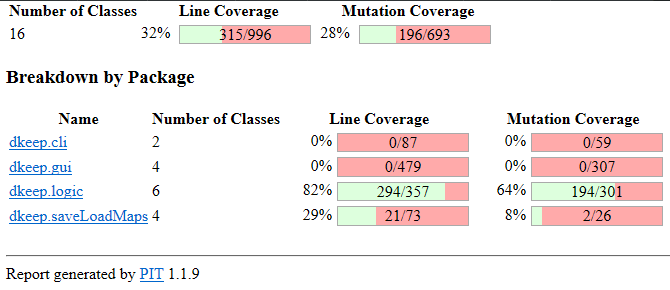 Number of Classes Line Coverage Mutation Coverage
16 32% 315/996 28% 196/693
Breakdown by Package
Name Number of Classes Line Coverage Mutation Coverage
dkeep.cli 2 0% 0/87 0% 0/59
dkeep.gui 4 0% 0/479 0% 0/307
dkeep.logic 6 82% 294/357 64% 194/301
dkeep.saveLoadMaps 4 29% 21/73 8% 2/26
Report generated by PIT 1.1.9